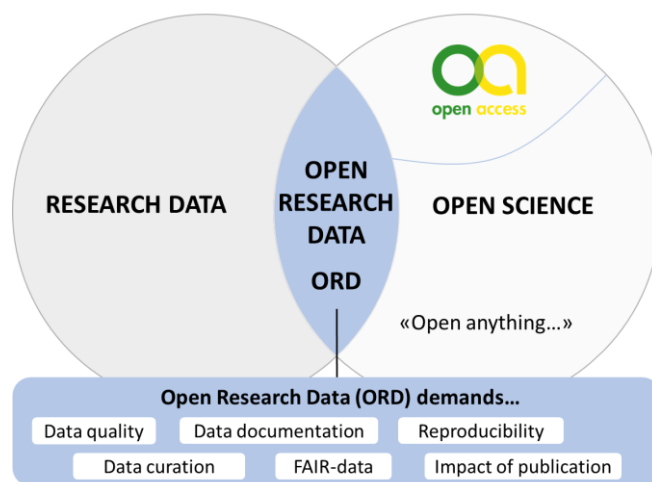 open access
RESEARCH DATA
OPEN
RESEARCH
DATA
ORD
OPEN SCIENCE
«Open anything...»
Open Research Data (ORD) demands...
Data quality
Data documentation
Reproducibility
Data curation
FAIR-data
Impact of publication